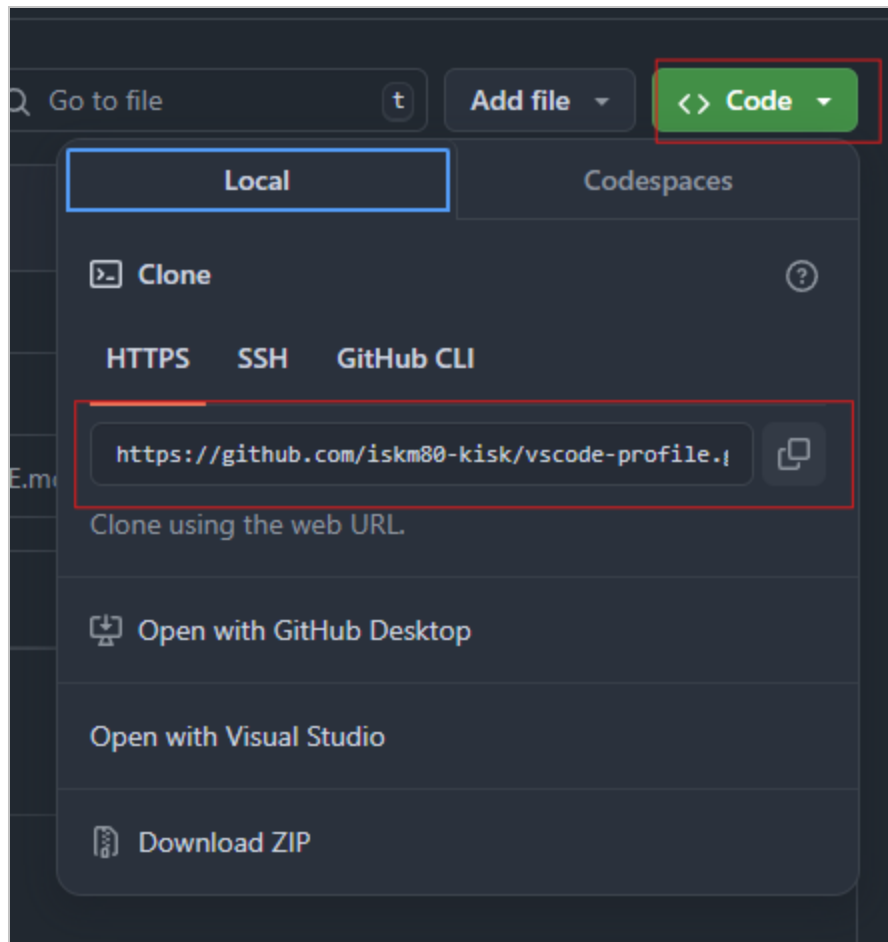 Go to file t Add file <> Code
Local Codespaces
Clone
HTTPS SSH GitHub CLI
https://github.com/iskm80-kisk/vscode-profile.g
E.m
Clone using the web URL.
Open with GitHub Desktop
Open with Visual Studio
Download ZIP